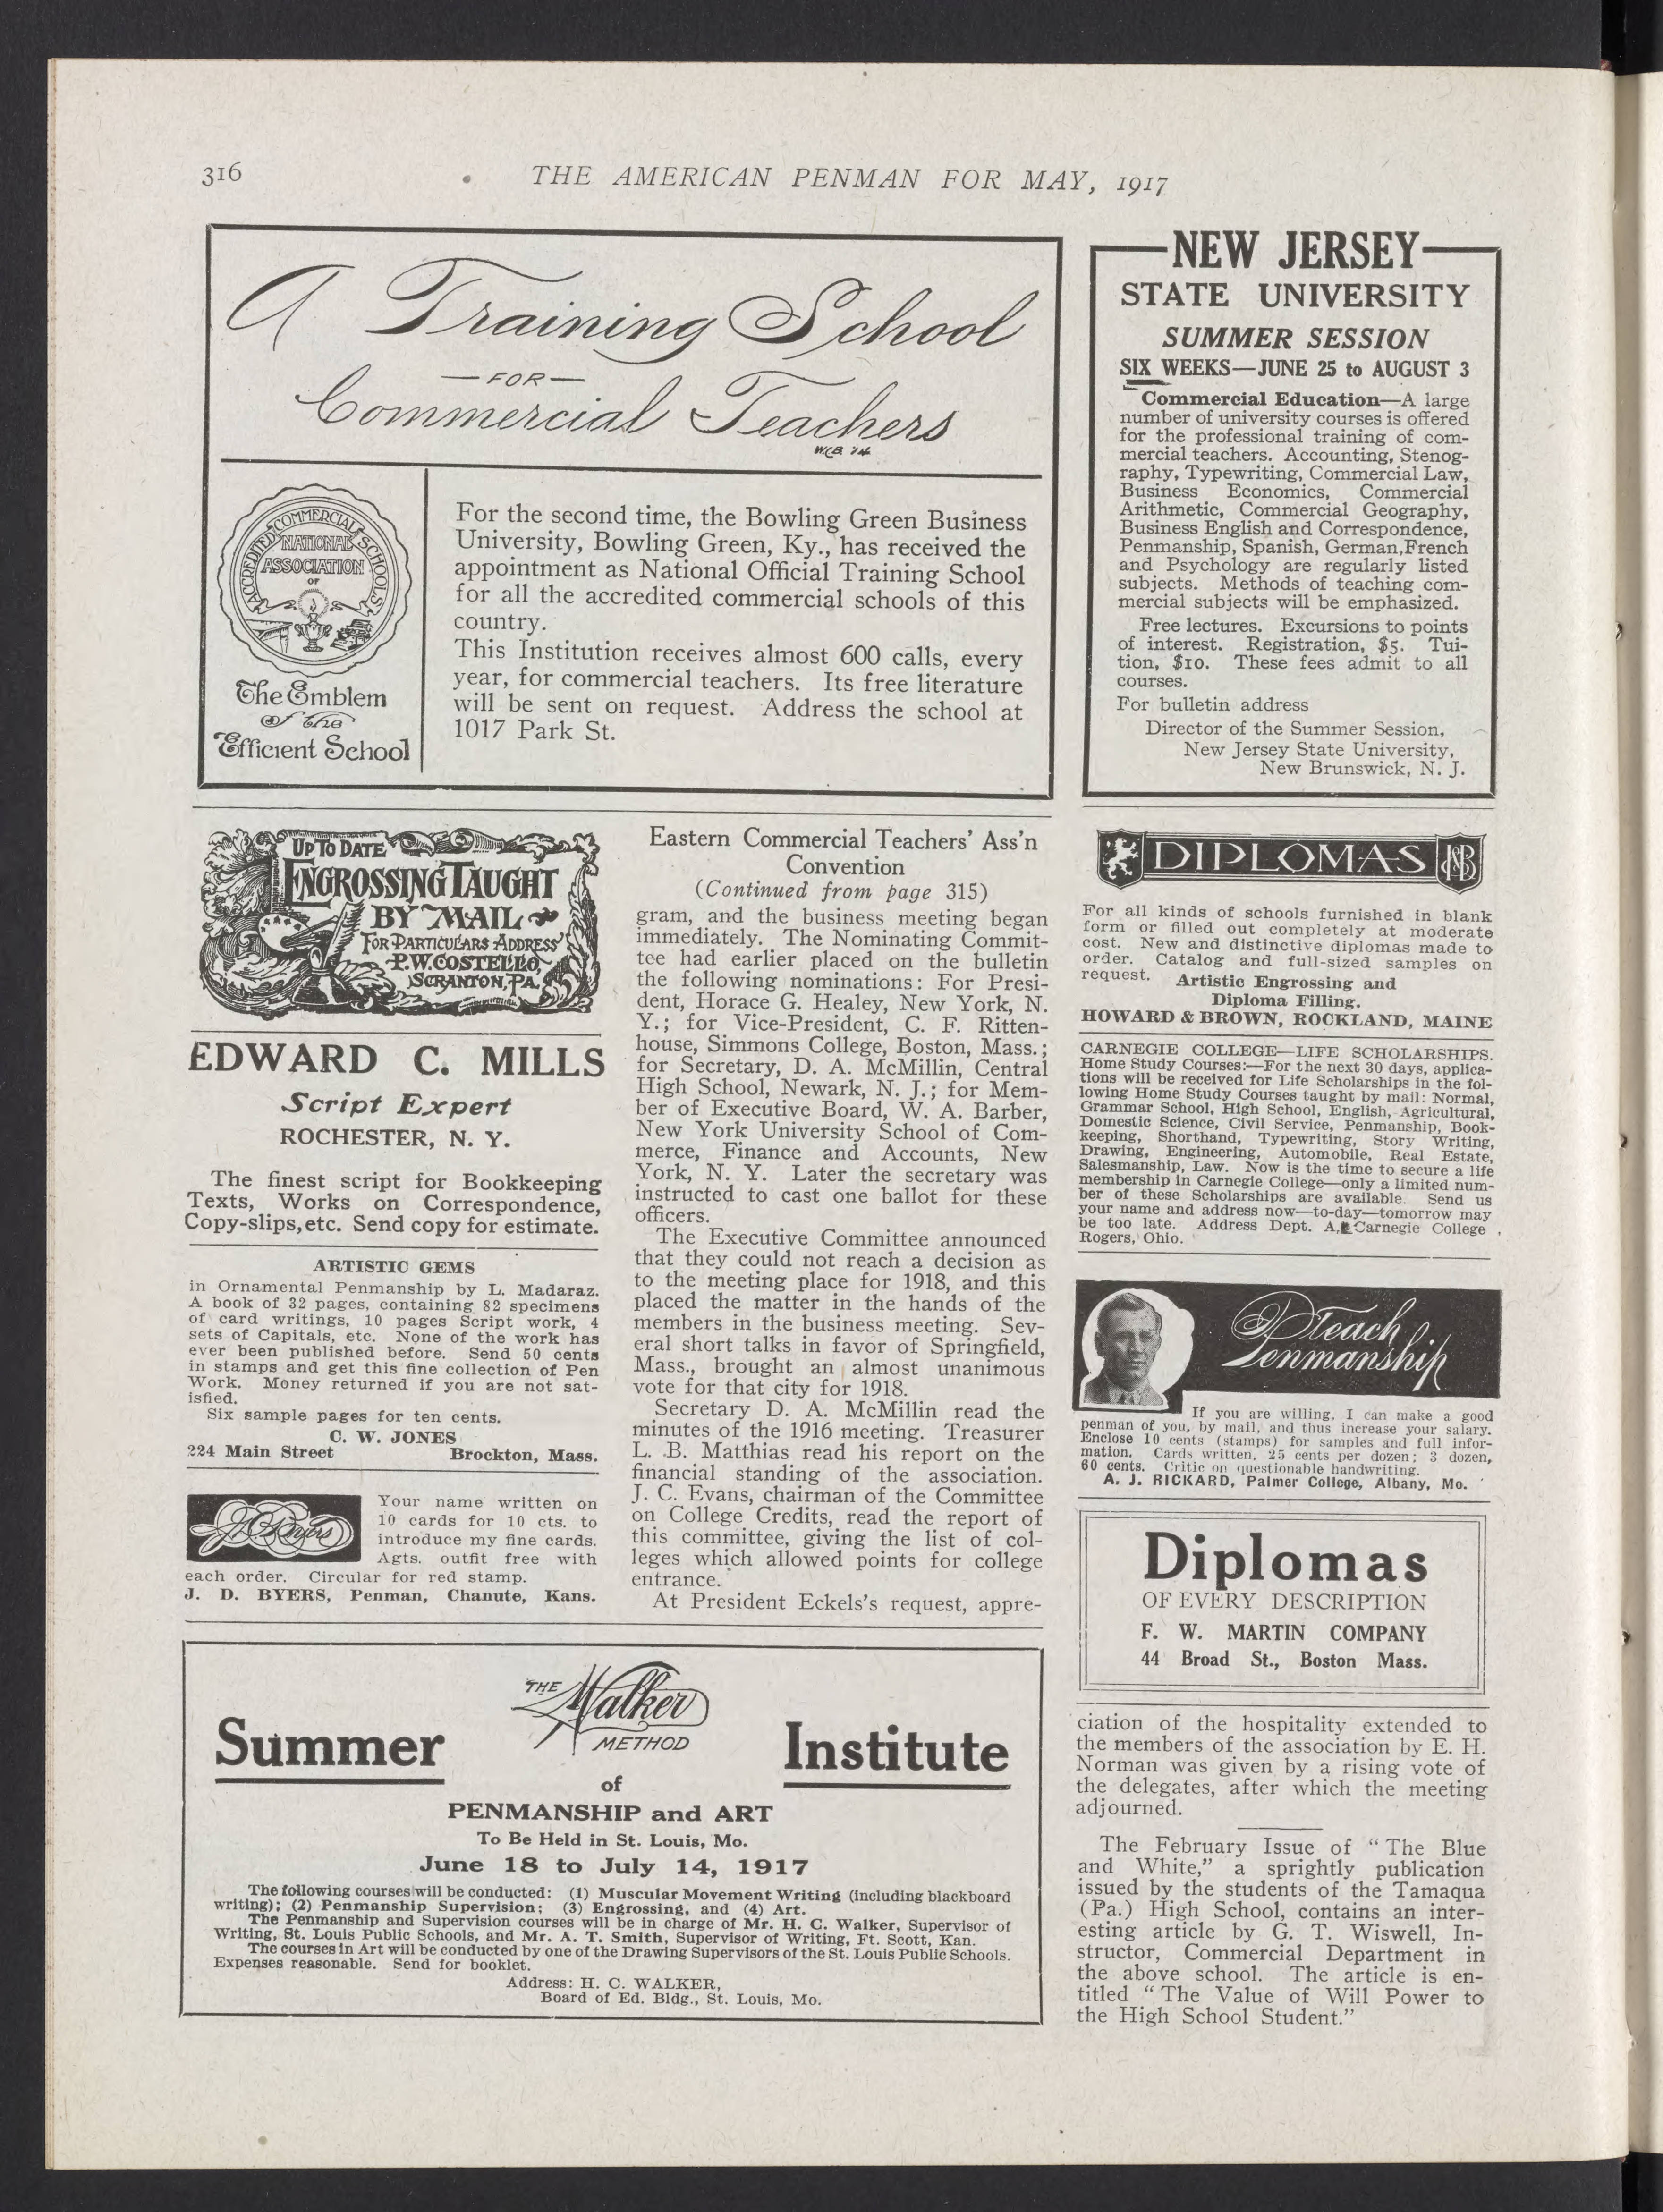 316
THE AMERICAN PENMAN FOR MAY, 1917
A Training School
—FOR—
Commercial Teachers
ACCREDITED COMMERCIAL SCHOOLS
NATIONAL
ASSOCIATION
OF
The Emblem
of the
Efficient School
For the second time, the Bowling Green Business
University, Bowling Green, Ky., has received the
appointment as National Official Training School
for all the accredited commercial schools of this
country.
This Institution receives almost 600 calls, every
year, for commercial teachers. Its free literature
will be sent on request. Address the school at
1017 Park St.
NEW JERSEY
STATE UNIVERSITY
SUMMER SESSION
SIX WEEKS—JUNE 25 to AUGUST 3
Commercial Education—A large
number of university courses is offered
for the professional training of com-
mercial teachers. Accounting, Stenog-
raphy, Typewriting, Commercial Law,
Business Economics, Commercial
Arithmetic, Commercial Geography,
Business English and Correspondence,
Penmanship, Spanish, German, French
and Psychology are regularly listed
subjects. Methods of teaching com-
mercial subjects will be emphasized.
Free lectures. Excursions to points
of interest. Registration, $5. Tui-
tion, $10. These fees admit to all
courses.
For bulletin address
Director of the Summer Session,
New Jersey State University,
New Brunswick, N. J.
UP TO DATE
ENGROSSING TAUGHT
BY MAIL
FOR PARTICULARS ADDRESS
P. W. COSTELLO,
SCRANTON, PA.
EDWARD C. MILLS
Script Expert
ROCHESTER, N. Y.
The finest script for Bookkeeping
Texts, Works on Correspondence,
Copy-slips, etc. Send copy for estimate.
ARTISTIC GEMS
in Ornamental Penmanship by L. Madaraz.
A book of 32 pages, containing 82 specimens
of card writings, 10 pages Script work, 4
sets of Capitals, etc. None of the work has
ever been published before. Send 50 cents
in stamps and get this fine collection of Pen
Work. Money returned if you are not sat-
isfied.
Six sample pages for ten cents.
C. W. JONES
224 Main Street Brockton, Mass.
J. D. Byers
Your name written on
10 cards for 10 cts. to
introduce my fine cards.
Agts. outfit free with
each order. Circular for red stamp.
J. D. BYERS, Penman, Chanute, Kans.
Eastern Commercial Teachers' Ass'n
Convention
(Continued from page 315)
gram, and the business meeting began
immediately. The Nominating Commit-
tee had earlier placed on the bulletin
the following nominations: For Presi-
dent, Horace G. Healey, New York, N.
Y.; for Vice-President, C. F. Ritten-
house, Simmons College, Boston, Mass.;
for Secretary, D. A. McMillin, Central
High School, Newark, N. J.; for Mem-
ber of Executive Board, W. A. Barber,
New York University School of Com-
merce, Finance and Accounts, New
York, N. Y. Later the secretary was
instructed to cast one ballot for these
officers.
The Executive Committee announced
that they could not reach a decision as
to the meeting place for 1918, and this
placed the matter in the hands of the
members in the business meeting. Sev-
eral short talks in favor of Springfield,
Mass., brought an almost unanimous
vote for that city for 1918.
Secretary D. A. McMillin read the
minutes of the 1916 meeting. Treasurer
L. B. Matthias read his report on the
financial standing of the association.
J. C. Evans, chairman of the Committee
on College Credits, read the report of
this committee, giving the list of col-
leges which allowed points for college
entrance.
At President Eckels's request, appre-
DIPLOMAS
For all kinds of schools furnished in blank
form or filled out completely at moderate
cost. New and distinctive diplomas made to
order. Catalog and full-sized samples on
request. Artistic Engrossing and
Diploma Filling.
HOWARD & BROWN, ROCKLAND, MAINE
CARNEGIE COLLEGE—LIFE SCHOLARSHIPS.
Home Study Courses:—For the next 30 days, applica-
tions will be received for Life Scholarships in the fol-
lowing Home Study Courses taught by mail: Normal,
Grammar School, High School, English, Agricultural,
Domestic Science, Civil Service, Penmanship, Book-
keeping, Shorthand, Typewriting, Story Writing,
Drawing, Engineering, Automobile, Real Estate,
Salesmanship, Law. Now is the time to secure a life
membership in Carnegie College—only a limited num-
ber of these Scholarships are available. Send us
your name and address now—to-day—tomorrow may
be too late. Address Dept. A, Carnegie College
Rogers, Ohio.
I Teach
Penmanship
If you are willing, I can make a good
penman of you, by mail, and thus increase your salary.
Enclose 10 cents (stamps) for samples and full infor-
mation. Cards written, 25 cents per dozen; 3 dozen,
60 cents. Critic on questionable handwriting.
A. J. RICKARD, Palmer College, Albany, Mo.
Diplomas
OF EVERY DESCRIPTION
F. W. MARTIN COMPANY
44 Broad St., Boston Mass.
ciation of the hospitality extended to
the members of the association by E. H.
Norman was given by a rising vote of
the delegates, after which the meeting
adjourned.
The February Issue of “The Blue
and White,” a sprightly publication
issued by the students of the Tamaqua
(Pa.) High School, contains an inter-
esting article by G. T. Wiswell, In-
structor, Commercial Department in
the above school. The article is en-
titled “The Value of Will Power to
the High School Student.”
THE Walker METHOD
Summer Institute
of
PENMANSHIP and ART
To Be Held in St. Louis, Mo.
June 18 to July 14, 1917
The following courses will be conducted: (1) Muscular Movement Writing (including blackboard
writing); (2) Penmanship Supervision; (3) Engrossing, and (4) Art.
The Penmanship and Supervision courses will be in charge of Mr. H. C. Walker, Supervisor of
Writing, St. Louis Public Schools, and Mr. A. T. Smith, Supervisor of Writing, Ft. Scott, Kan.
The courses in Art will be conducted by one of the Drawing Supervisors of the St. Louis Public Schools.
Expenses reasonable. Send for booklet.
Address: H. C. WALKER,
Board of Ed. Bldg., St. Louis, Mo.